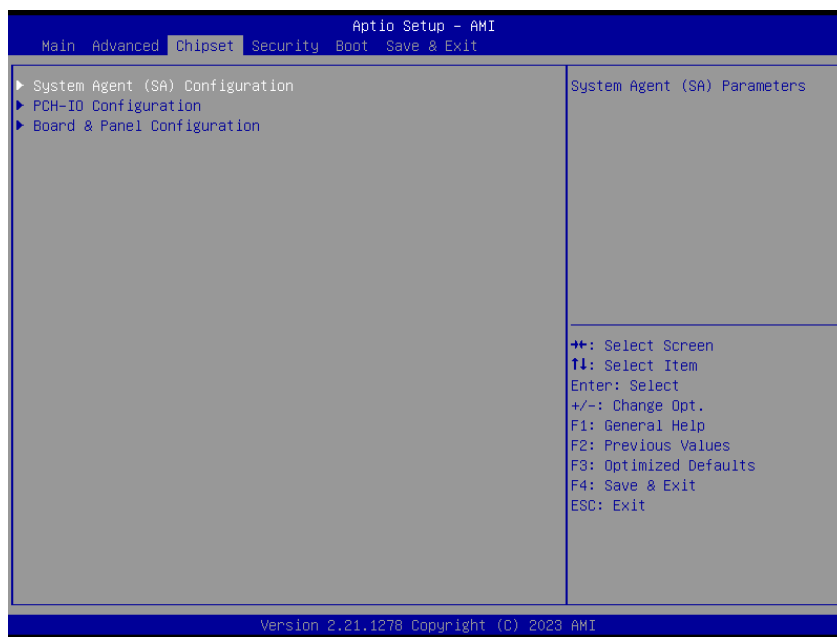 Aptio Setup – AMI
Main Advanced Chipset Security Boot Save & Exit
▶ System Agent (SA) Configuration
▶ PCH-IO Configuration
▶ Board & Panel Configuration
System Agent (SA) Parameters
→←: Select Screen
↑↓: Select Item
Enter: Select
+/-: Change Opt.
F1: General Help
F2: Previous Values
F3: Optimized Defaults
F4: Save & Exit
ESC: Exit
Version 2.21.1278 Copyright (C) 2023 AMI